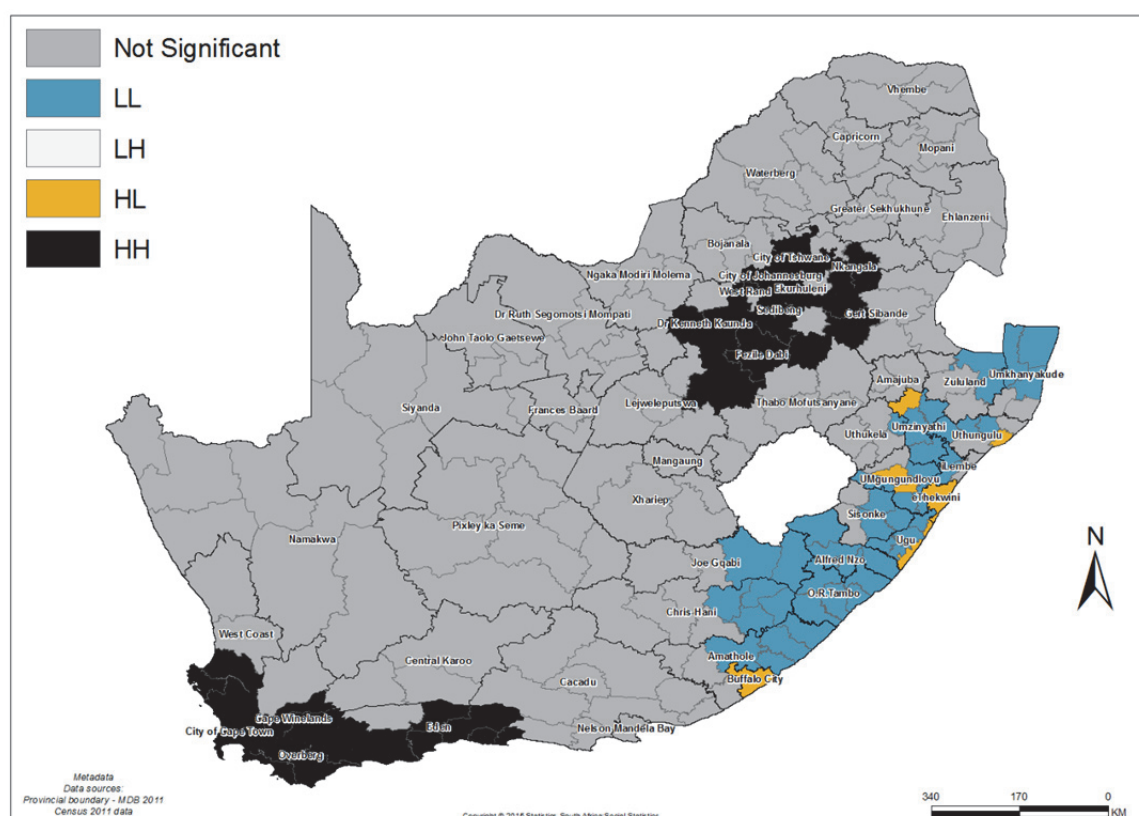 Not Significant
LL
LH
HL
HH
Vhembe
Capricorn
Mopani
Waterberg
Greater Sekhukhune
Ehlanzeni
Bojanala
City of Tshwane
Nkangala
Ngaka Modiri Molema
City of Johannesburg
West Rand
Ekurhuleni
Sedibeng
Gert Sibande
Dr Ruth Segomotsi Mompati
Dr Kenneth Kaunda
John Taolo Gaetsewe
Fezile Dabi
Amajuba
Zululand
Umkhanyakude
Siyanda
Frances Baard
Lejweleputswa
Thabo Mofutsanyane
Umzinyathi
Uthungulu
Uthukela
Mangaung
iLembe
UMgungundlovu
eThekwini
Xhariep
Sisonke
Pixley ka Seme
Namakwa
Ugu
Joe Gqabi
Alfred Nzo
N
O.R.Tambo
Chris Hani
West Coast
Central Karoo
Amathole
Buffalo City
Cacadu
Cape Winelands
City of Cape Town
Eden
Nelson Mandela Bay
Overberg
Metadata
Data sources:
Provincial boundary - MDB 2011
Census 2011 data
340 170 0
KM